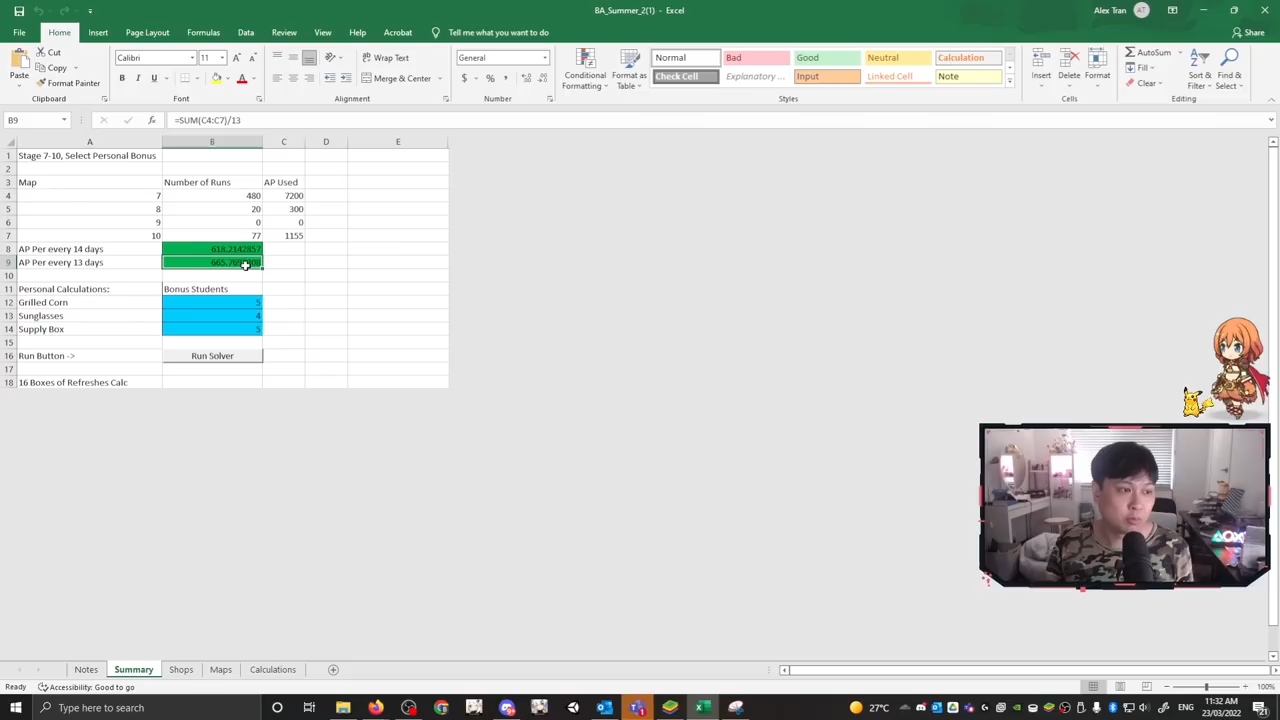 BA_Summer_2(1) - Excel
Alex Tran AT
File Home Insert Page Layout Formulas Data Review View Help Acrobat Tell me what you want to do Share
Paste
Cut
Copy
Format Painter
Clipboard
Calibri 11
B I U
Font
Wrap Text
Merge & Center
Alignment
General
$ % ,
Number
Conditional Formatting
Format as Table
Normal Bad Good Neutral Calculation
Check Cell Explanatory ... Input Linked Cell Note
Styles
Insert Delete Format
Cells
AutoSum
Fill
Clear
Sort & Filter
Find & Select
Editing
B9 fx =SUM(C4:C7)/13
A B C D E
1 Stage 7-10, Select Personal Bonus
2
3 Map Number of Runs AP Used
4 7 480 7200
5 8 20 300
6 9 0 0
7 10 77 1155
8 AP Per every 14 days 618.2142857
9 AP Per every 13 days
10
11 Personal Calculations: Bonus Students
12 Grilled Corn 5
13 Sunglasses 4
14 Supply Box 5
15
16 Run Button -> Run Solver
17
18 16 Boxes of Refreshes Calc
Notes Summary Shops Maps Calculations
Ready Accessibility: Good to go 100%
Type here to search
27°C
11:32 AM
23/03/2022